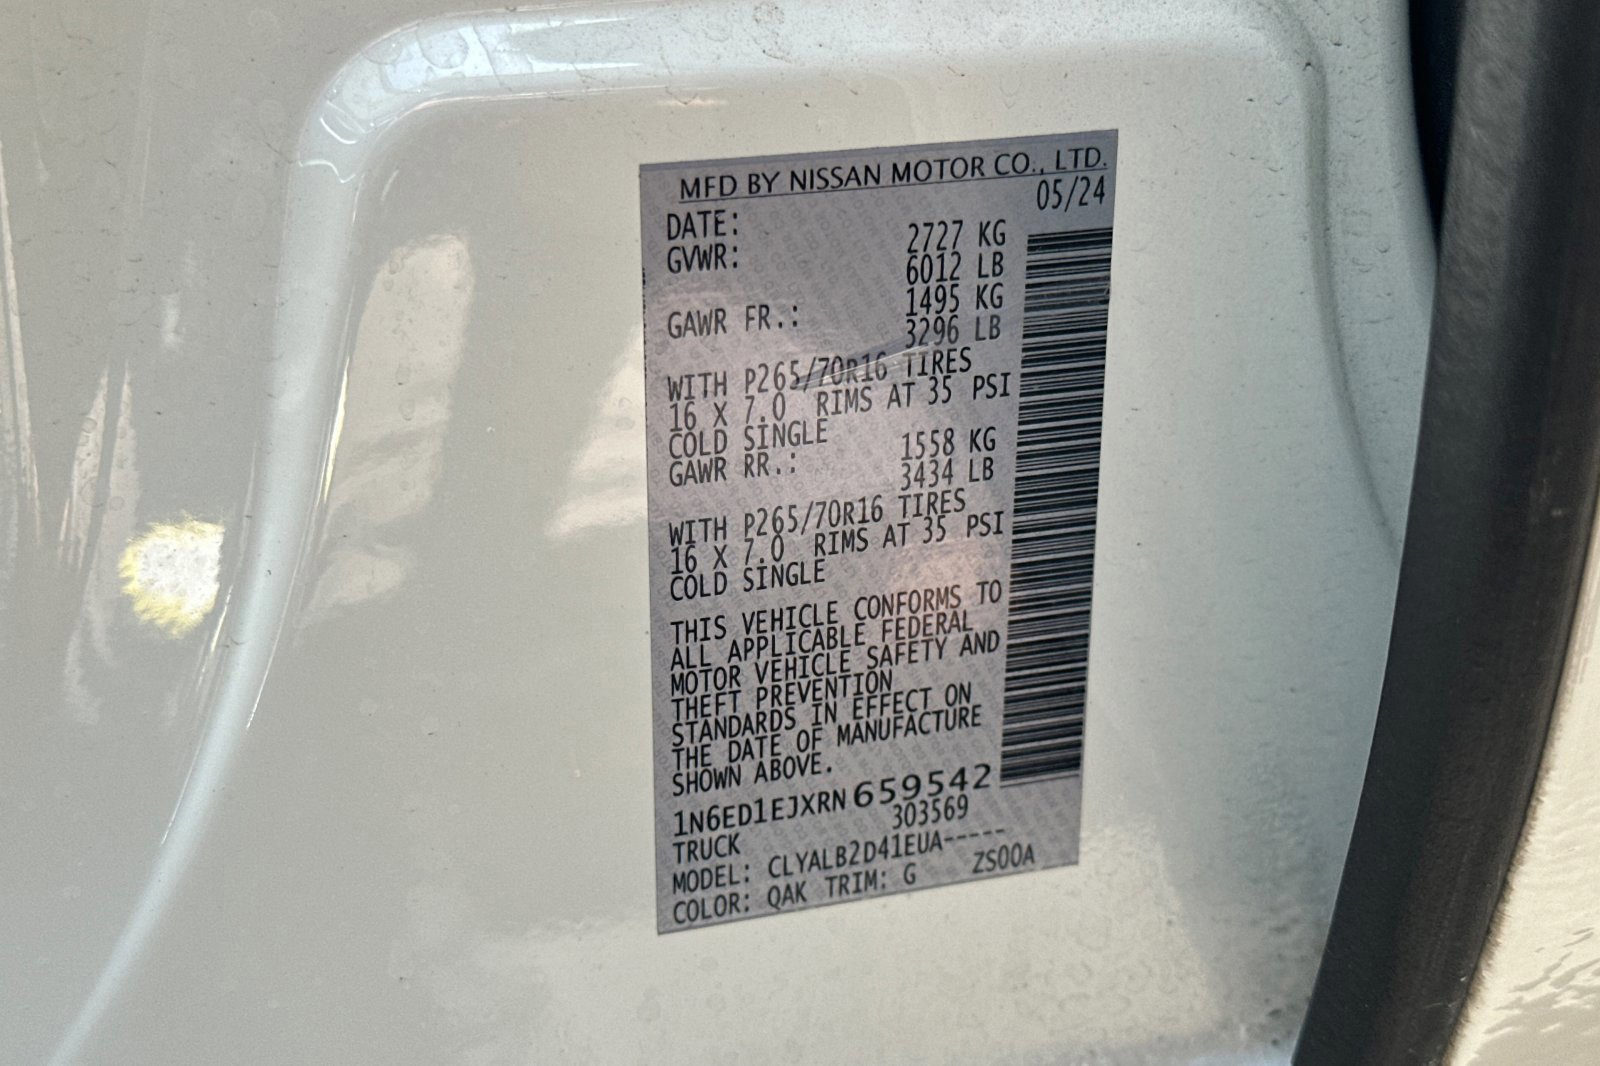 MFD BY NISSAN MOTOR CO., LTD.
DATE: 05/24
GVWR: 2727 KG
6012 LB
GAWR FR.: 1495 KG
3296 LB
WITH P265/70R16 TIRES
16 X 7.0 RIMS AT 35 PSI
COLD SINGLE
GAWR RR.: 1558 KG
3434 LB
WITH P265/70R16 TIRES
16 X 7.0 RIMS AT 35 PSI
COLD SINGLE
THIS VEHICLE CONFORMS TO
ALL APPLICABLE FEDERAL
MOTOR VEHICLE SAFETY AND
THEFT PREVENTION
STANDARDS IN EFFECT ON
THE DATE OF MANUFACTURE
SHOWN ABOVE.
1N6ED1EJXRN659542
TRUCK 303569
MODEL: CLYALB2D41EUA-----
COLOR: QAK TRIM: G ZS00A